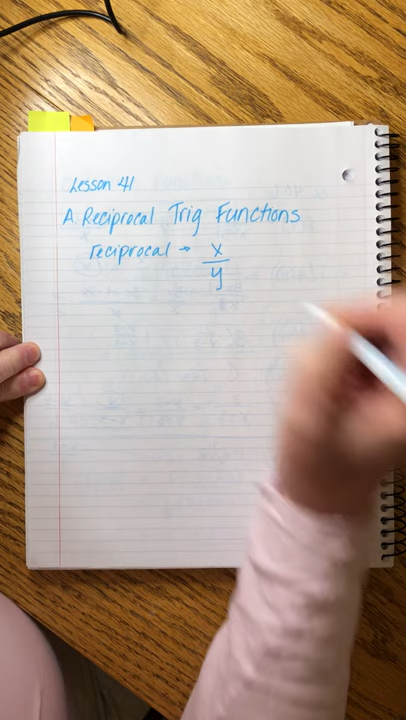 Lesson 41
A. Reciprocal Trig Functions
reciprocal → x/y